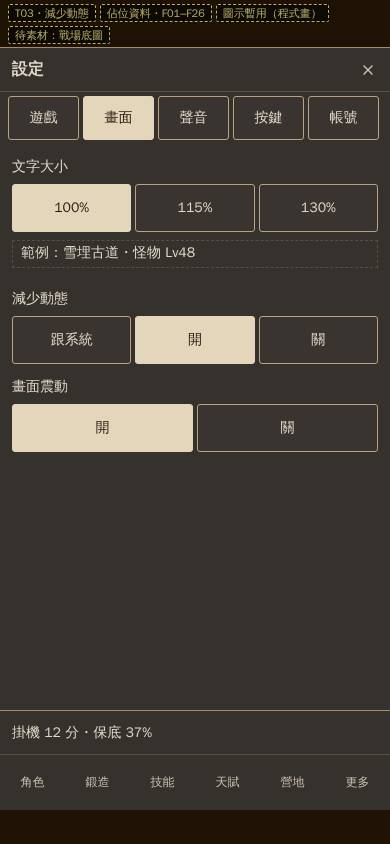 T03・減少動態 佔位資料・F01–F26 圖示暫用（程式畫）
待素材：戰場底圖
設定 ×
遊戲 畫面 聲音 按鍵 帳號
文字大小
100% 115% 130%
範例：雪埋古道・怪物 Lv48
減少動態
跟系統 開 關
畫面震動
開 關
掛機 12 分・保底 37%
角色 鍛造 技能 天賦 營地 更多